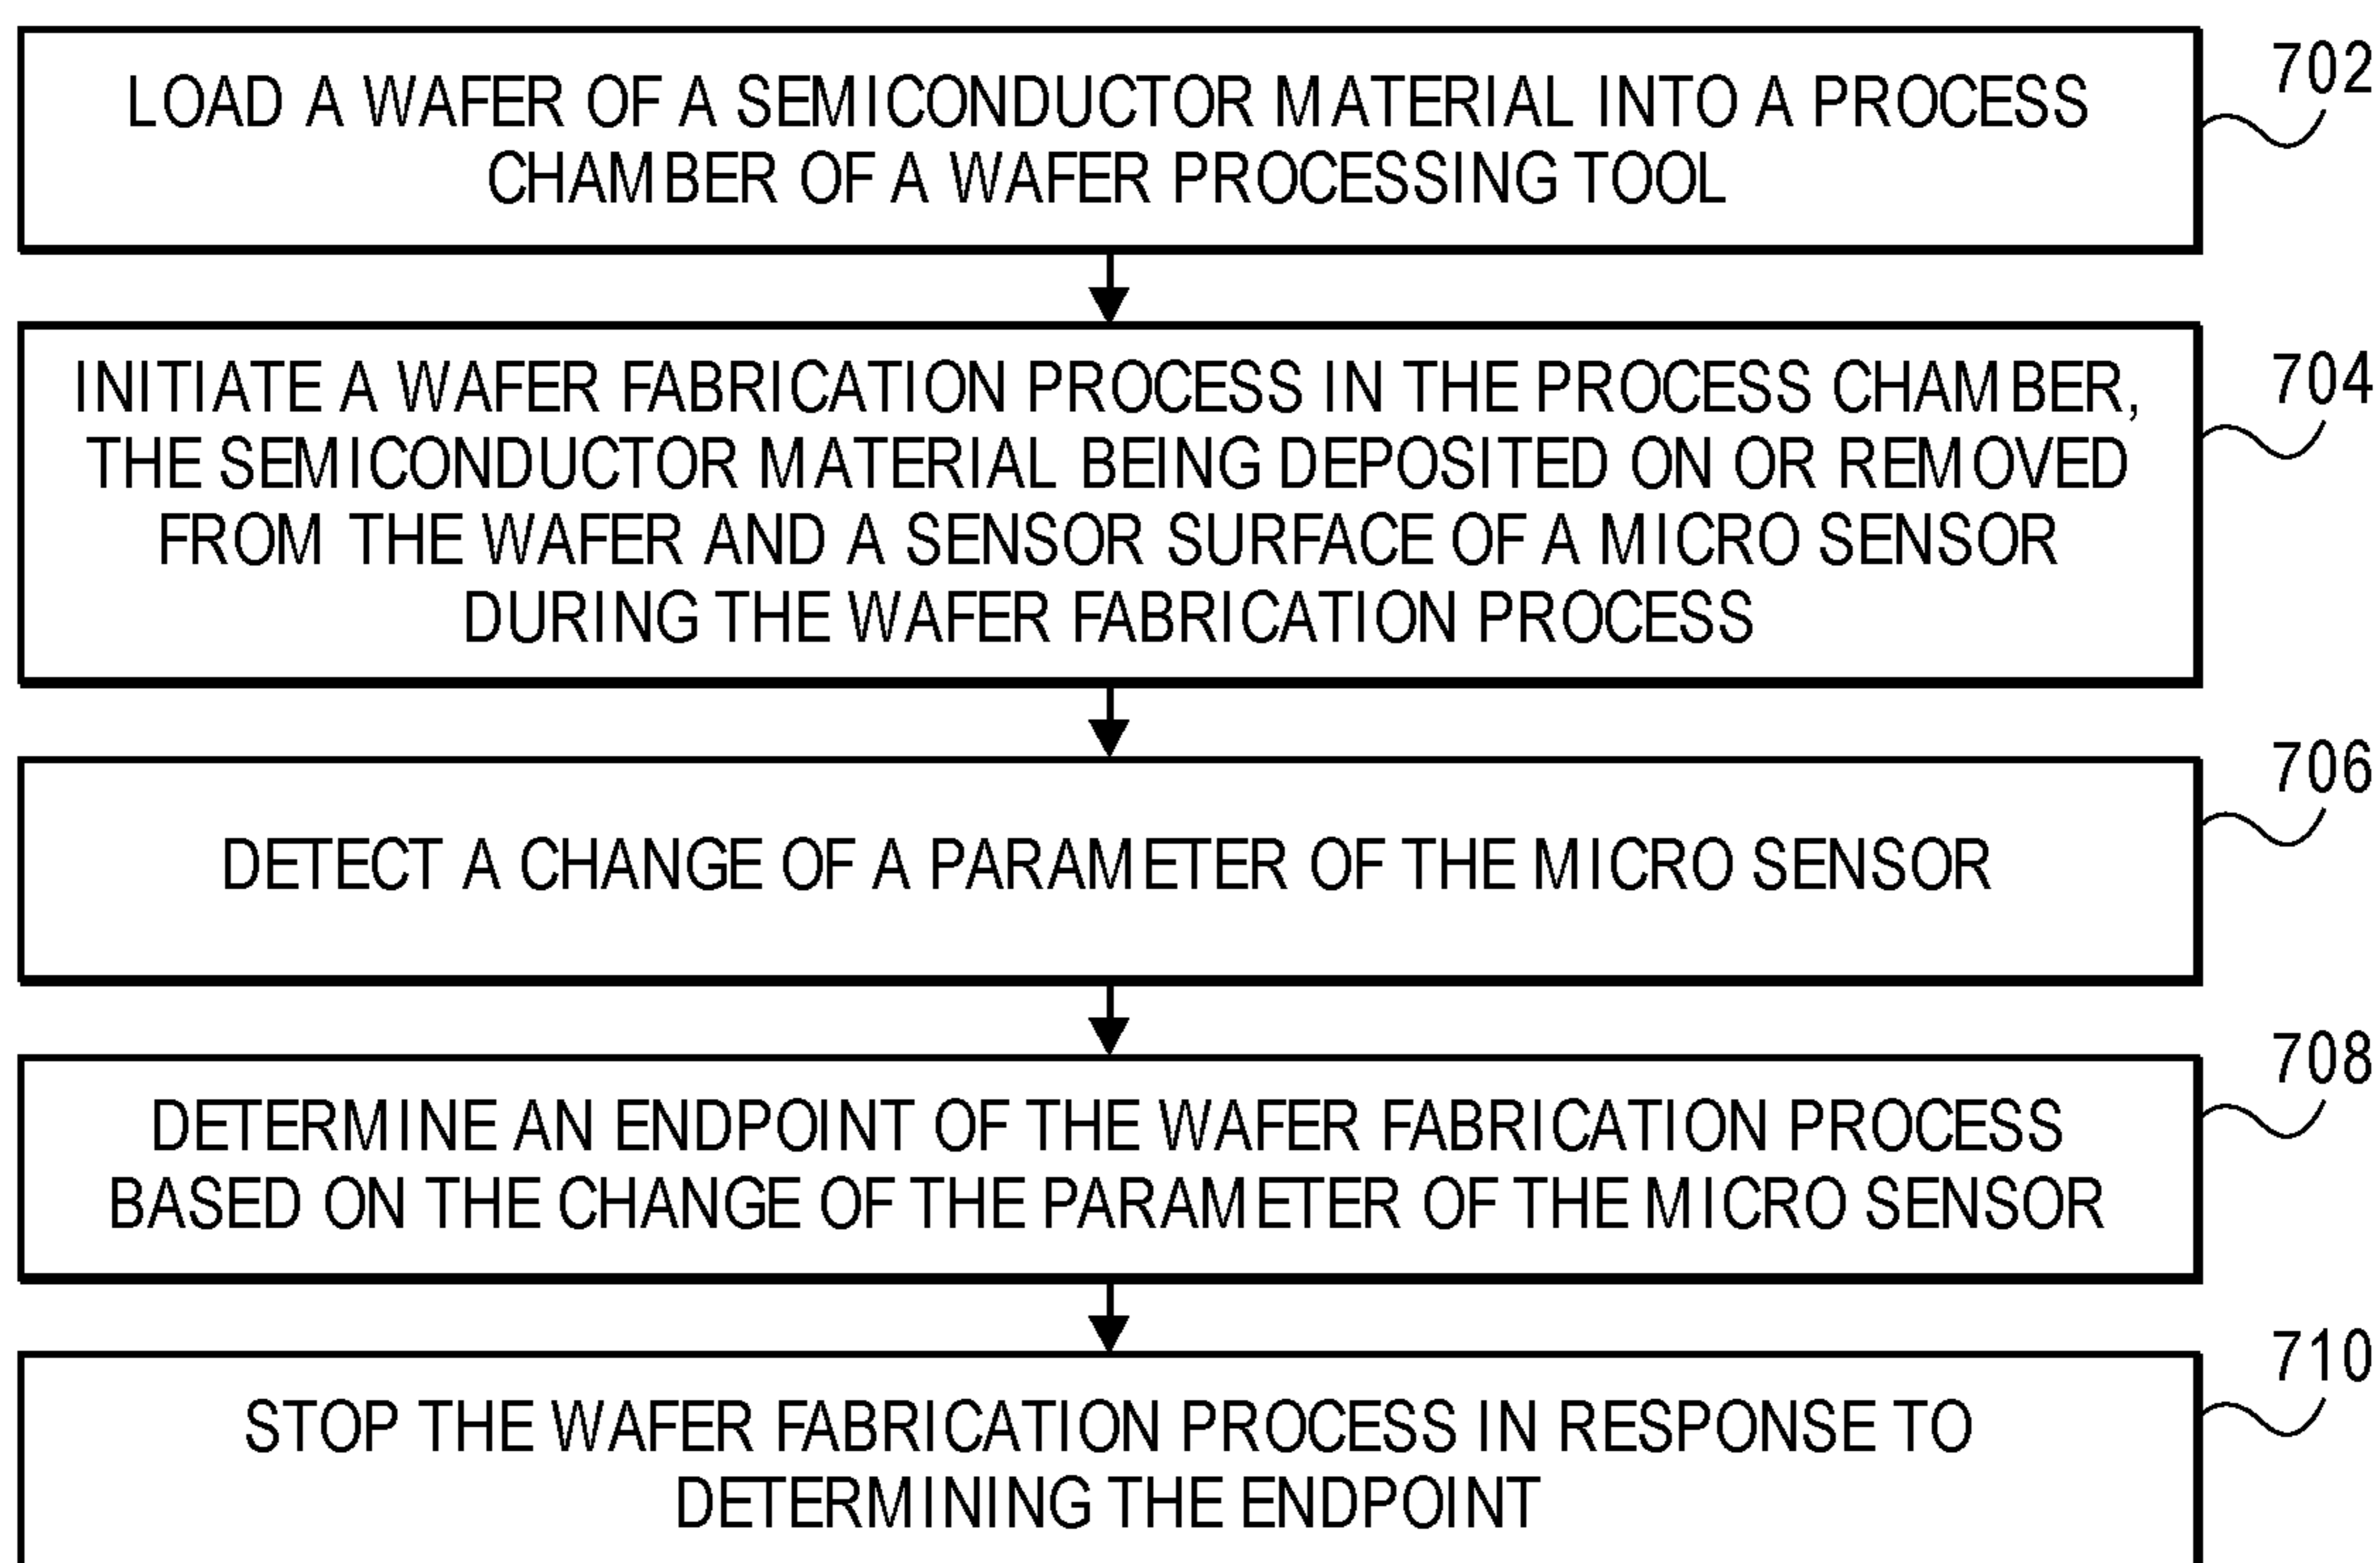 LOAD A WAFER OF A SEMICONDUCTOR MATERIAL INTO A PROCESS
CHAMBER OF A WAFER PROCESSING TOOL
702
INITIATE A WAFER FABRICATION PROCESS IN THE PROCESS CHAMBER,
THE SEMICONDUCTOR MATERIAL BEING DEPOSITED ON OR REMOVED
FROM THE WAFER AND A SENSOR SURFACE OF A MICRO SENSOR
DURING THE WAFER FABRICATION PROCESS
704
DETECT A CHANGE OF A PARAMETER OF THE MICRO SENSOR
706
DETERMINE AN ENDPOINT OF THE WAFER FABRICATION PROCESS
BASED ON THE CHANGE OF THE PARAMETER OF THE MICRO SENSOR
708
STOP THE WAFER FABRICATION PROCESS IN RESPONSE TO
DETERMINING THE ENDPOINT
710